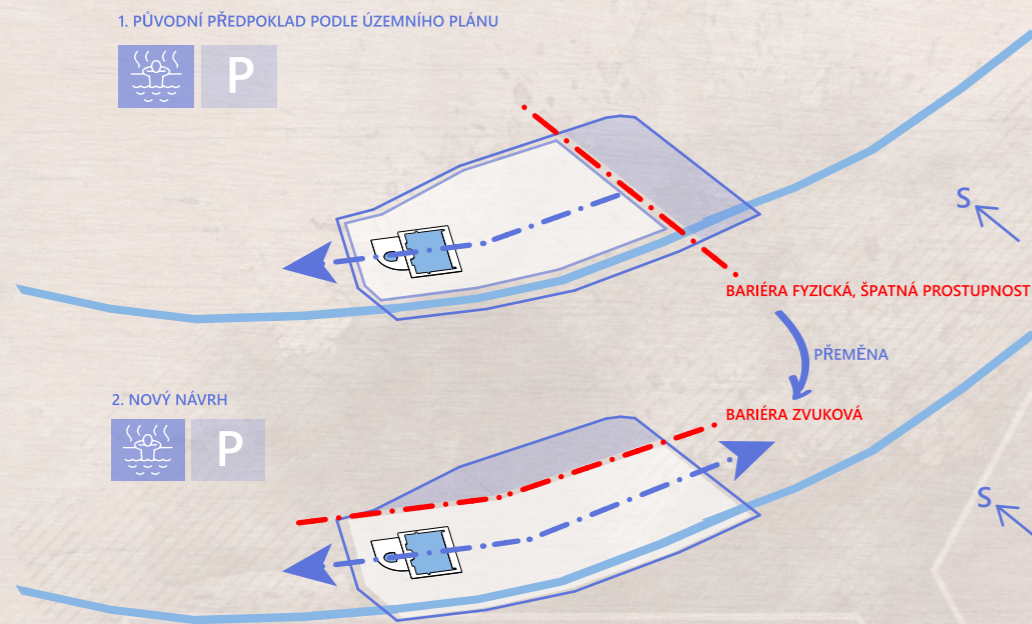 1. PŮVODNÍ PŘEDPOKLAD PODLE ÚZEMNÍHO PLÁNU
P
S
BARIÉRA FYZICKÁ, ŠPATNÁ PROSTUPNOST
PŘEMĚNA
2. NOVÝ NÁVRH
BARIÉRA ZVUKOVÁ
P
S